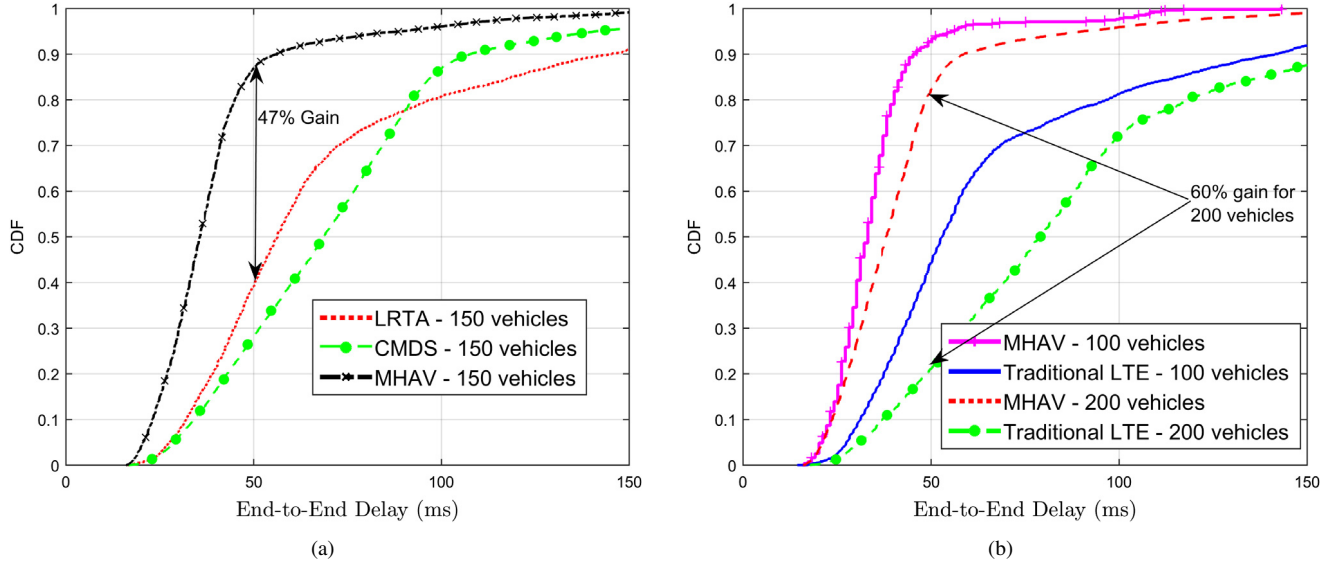 1
0.9
0.8
0.7
0.6
0.5
0.4
0.3
0.2
0.1
0
CDF
47% Gain
LRTA - 150 vehicles
CMDS - 150 vehicles
MHAV - 150 vehicles
0 50 100 150
End-to-End Delay (ms)
(a)
1
0.9
0.8
0.7
0.6
0.5
0.4
0.3
0.2
0.1
0
CDF
60% gain for
200 vehicles
MHAV - 100 vehicles
Traditional LTE - 100 vehicles
MHAV - 200 vehicles
Traditional LTE - 200 vehicles
0 50 100 150
End-to-End Delay (ms)
(b)